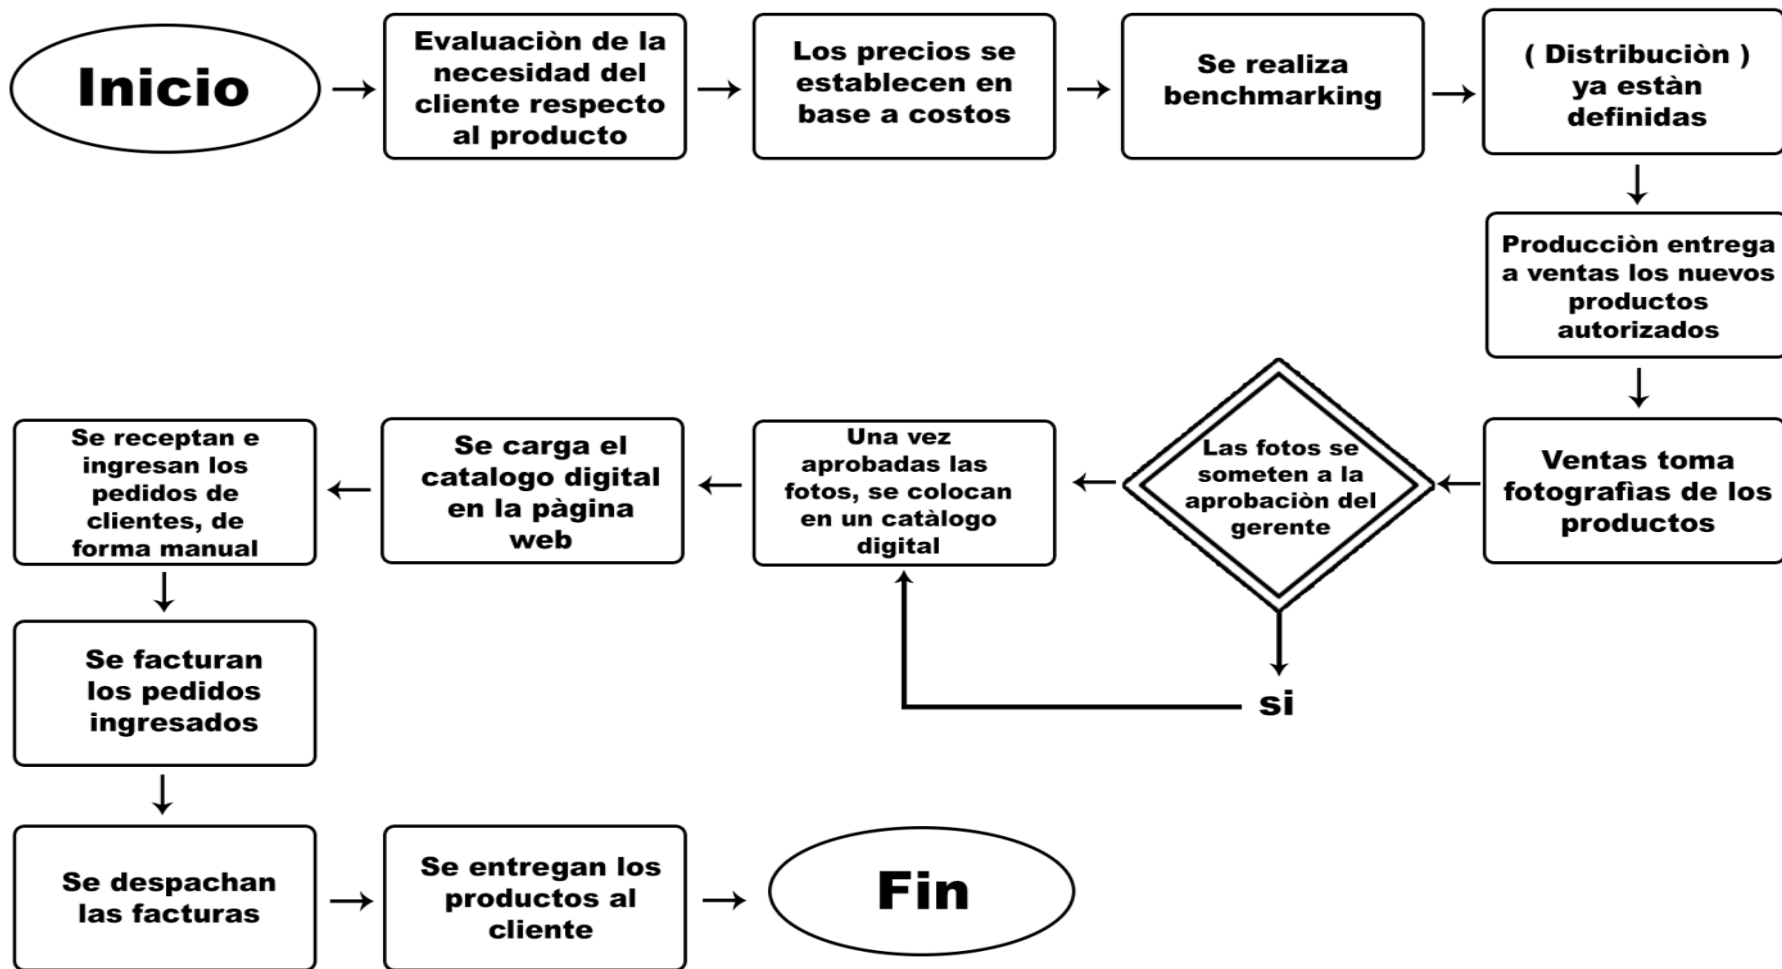 Inicio
Evaluaciòn de la
necesidad del
cliente respecto
al producto
Los precios se
establecen en
base a costos
Se realiza
benchmarking
( Distribuciòn )
ya estàn
definidas
Producciòn entrega
a ventas los nuevos
productos
autorizados
Ventas toma
fotografìas de los
productos
Las fotos se
someten a la
aprobaciòn del
gerente
si
Una vez
aprobadas las
fotos, se colocan
en un catàlogo
digital
Se carga el
catalogo digital
en la pàgina
web
Se receptan e
ingresan los
pedidos de
clientes, de
forma manual
Se facturan
los pedidos
ingresados
Se despachan
las facturas
Se entregan los
productos al
cliente
Fin